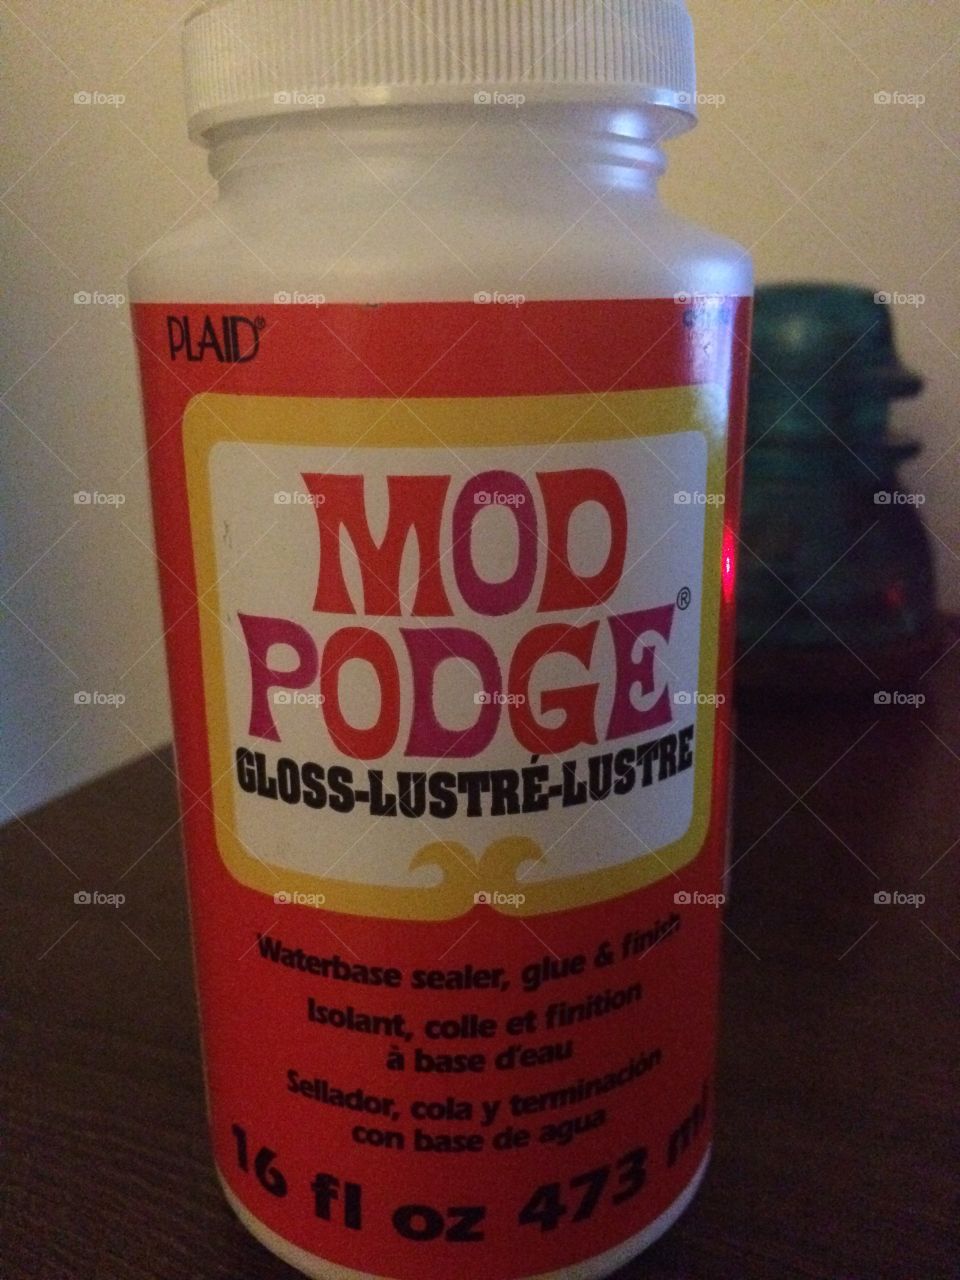 PLAID®
MOD
PODGE®
GLOSS-LUSTRÉ-LUSTRE
Waterbase sealer, glue & finish
Isolant, colle et finition
à base d'eau
Sellador, cola y terminación
con base de agua
16 fl oz 473 ml
foap